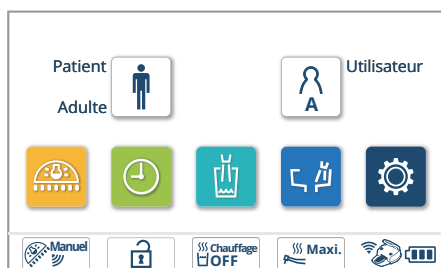 Patient
Adulte
Utilisateur
A
Manuel
Chauffage
OFF
Maxi.